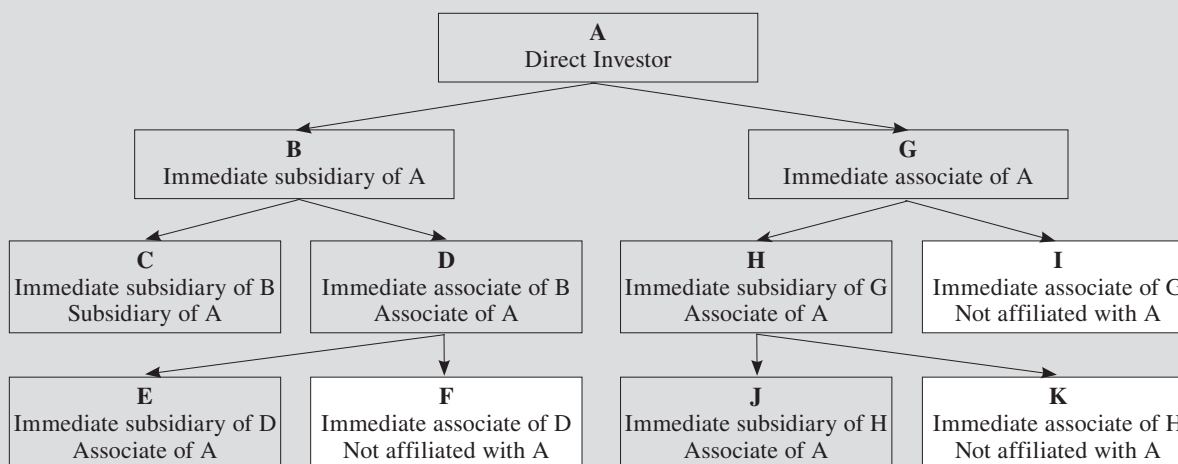 A
Direct Investor
B
Immediate subsidiary of A
G
Immediate associate of A
C
Immediate subsidiary of B
Subsidiary of A
D
Immediate associate of B
Associate of A
H
Immediate subsidiary of G
Associate of A
I
Immediate associate of G
Not affiliated with A
E
Immediate subsidiary of D
Associate of A
F
Immediate associate of D
Not affiliated with A
J
Immediate subsidiary of H
Associate of A
K
Immediate associate of H
Not affiliated with A